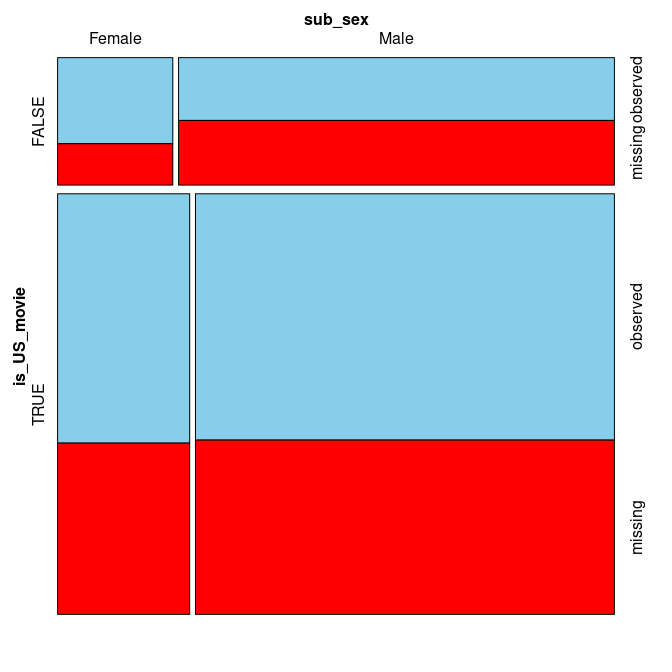 sub_sex
Female
Male
FALSE
observed
missing
is_US_movie
TRUE
observed
missing